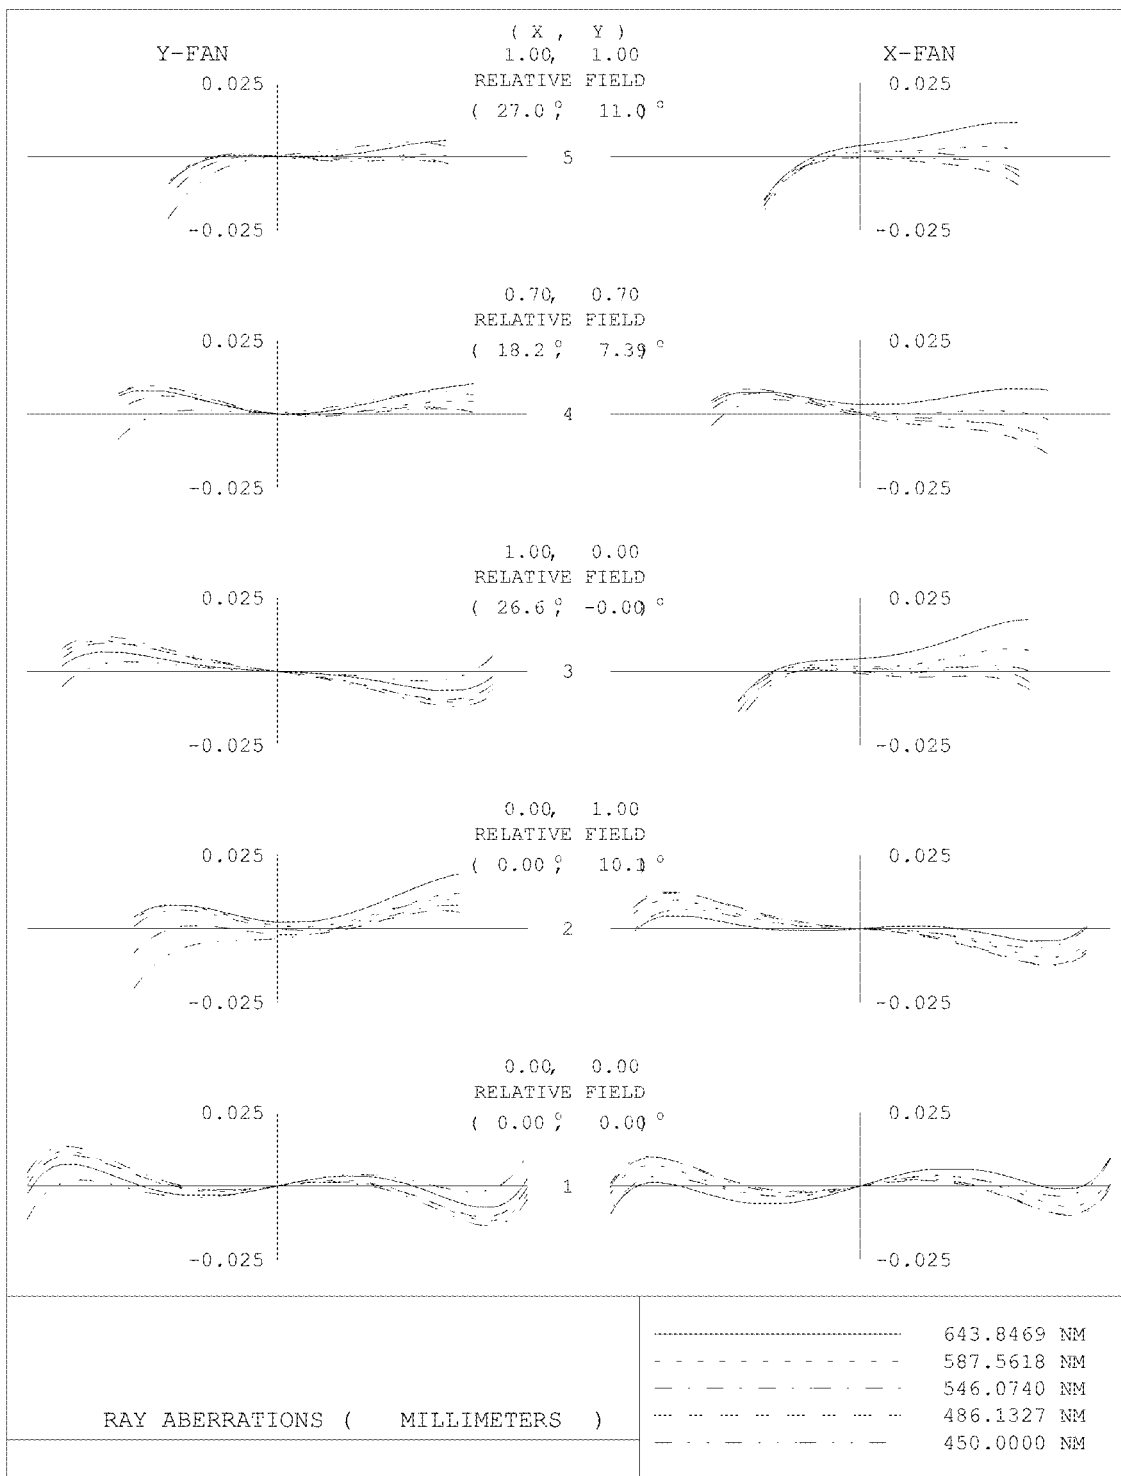 ( X , Y )
Y-FAN 1.00, 1.00 X-FAN
0.025 RELATIVE FIELD 0.025
( 27.0°, 11.0) °
5
-0.025 -0.025
0.70, 0.70
RELATIVE FIELD
0.025 ( 18.2°, 7.39) ° 0.025
4
-0.025 -0.025
1.00, 0.00
RELATIVE FIELD
0.025 ( 26.6°, -0.00) ° 0.025
3
-0.025 -0.025
0.00, 1.00
RELATIVE FIELD
0.025 ( 0.00°, 10.1) ° 0.025
2
-0.025 -0.025
0.00, 0.00
RELATIVE FIELD
0.025 ( 0.00°, 0.00) ° 0.025
1
-0.025 -0.025
643.8469 NM
587.5618 NM
546.0740 NM
RAY ABERRATIONS ( MILLIMETERS )
486.1327 NM
450.0000 NM